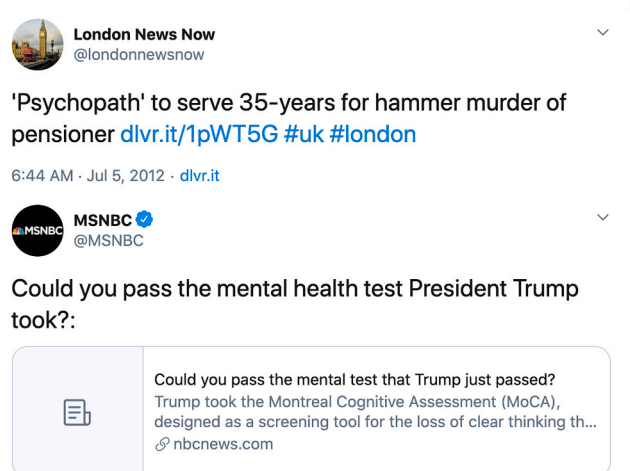 London News Now
@londonnewsnow
'Psychopath' to serve 35-years for hammer murder of
pensioner dlvr.it/1pWT5G #uk #london
6:44 AM · Jul 5, 2012 · dlvr.it
MSNBC
MSNBC
@MSNBC
Could you pass the mental health test President Trump
took?:
Could you pass the mental test that Trump just passed?
Trump took the Montreal Cognitive Assessment (MoCA),
designed as a screening tool for the loss of clear thinking th...
nbcnews.com